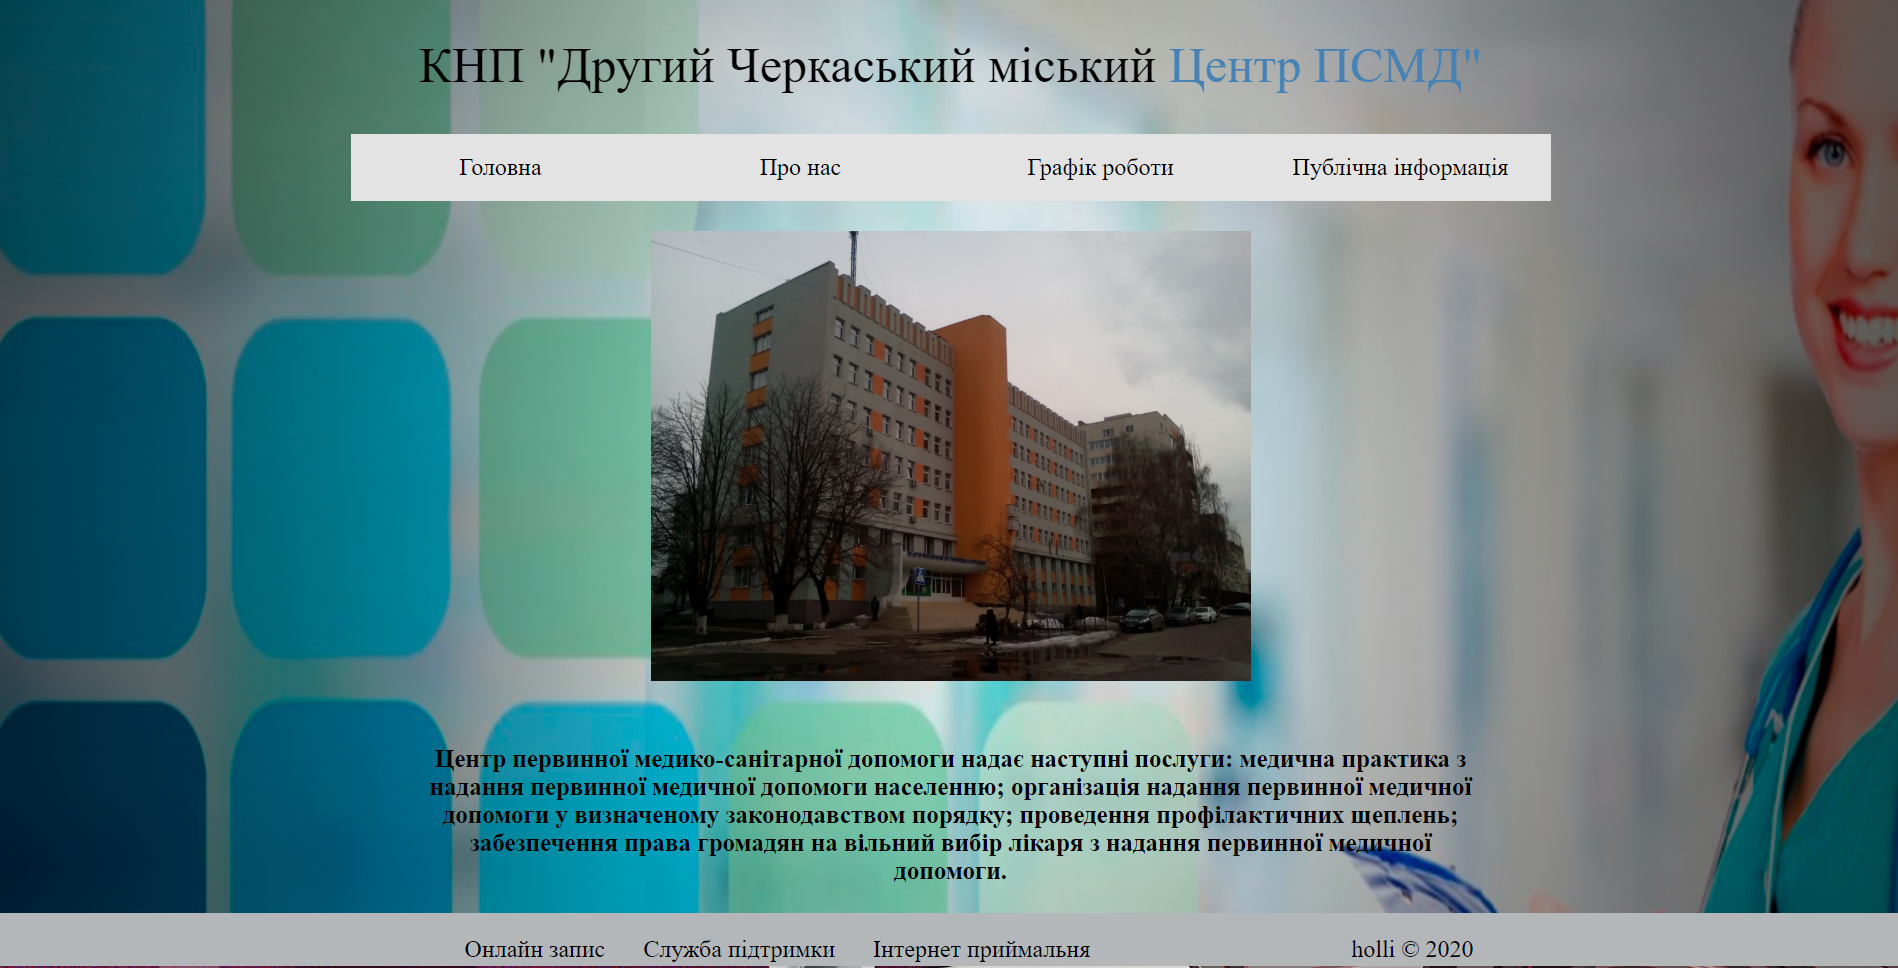 КНП "Другий Черкаський міський Центр ПСМД"
Головна Про нас Графік роботи Публічна інформація
Центр первинної медико-санітарної допомоги надає наступні послуги: медична практика з
надання первинної медичної допомоги населенню; організація надання первинної медичної
допомоги у визначеному законодавством порядку; проведення профілактичних щеплень;
забезпечення права громадян на вільний вибір лікаря з надання первинної медичної
допомоги.
Онлайн запис Служба підтримки Інтернет приймальня holli © 2020